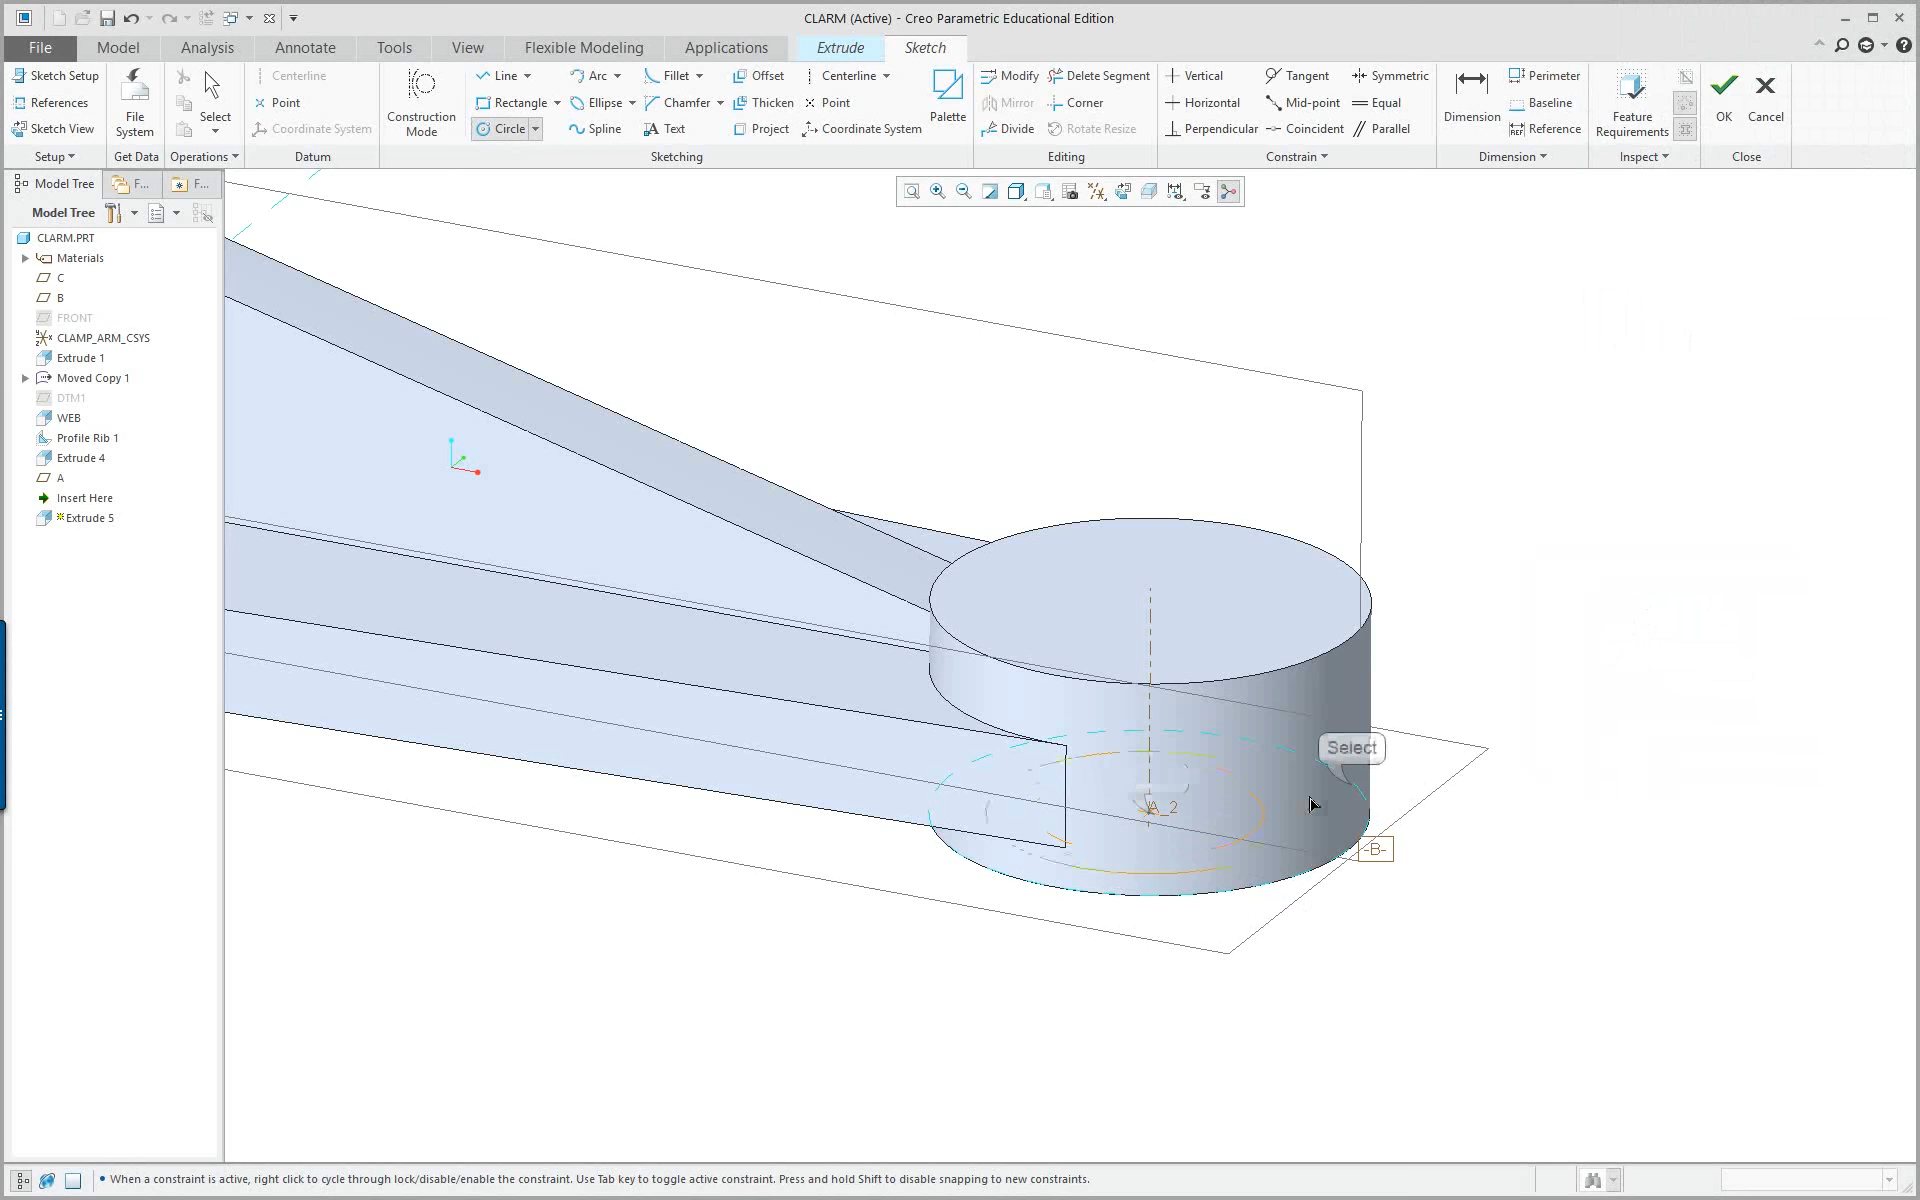 CLARM (Active) - Creo Parametric Educational Edition
File Model Analysis Annotate Tools View Flexible Modeling Applications Extrude Sketch
Sketch Setup
References
Sketch View
Setup
File System
Get Data
Select
Operations
Centerline
Point
Coordinate System
Datum
Construction Mode
Line Arc Fillet Offset Centerline
Rectangle Ellipse Chamfer Thicken Point
Circle Spline Text Project Coordinate System
Palette
Sketching
Modify Delete Segment
Mirror Corner
Divide Rotate Resize
Editing
Vertical Tangent Symmetric
Horizontal Mid-point Equal
Perpendicular Coincident Parallel
Constrain
Dimension
Perimeter
Baseline
Reference
Dimension
Feature Requirements
Inspect
OK
Cancel
Close
Model Tree F... F...
Model Tree
CLARM.PRT
Materials
C
B
FRONT
CLAMP_ARM_CSYS
Extrude 1
Moved Copy 1
DTM1
WEB
Profile Rib 1
Extrude 4
A
Insert Here
Extrude 5
Select
A_2
-B-
When a constraint is active, right click to cycle through lock/disable/enable the constraint. Use Tab key to toggle active constraint. Press and hold Shift to disable snapping to new constraints.